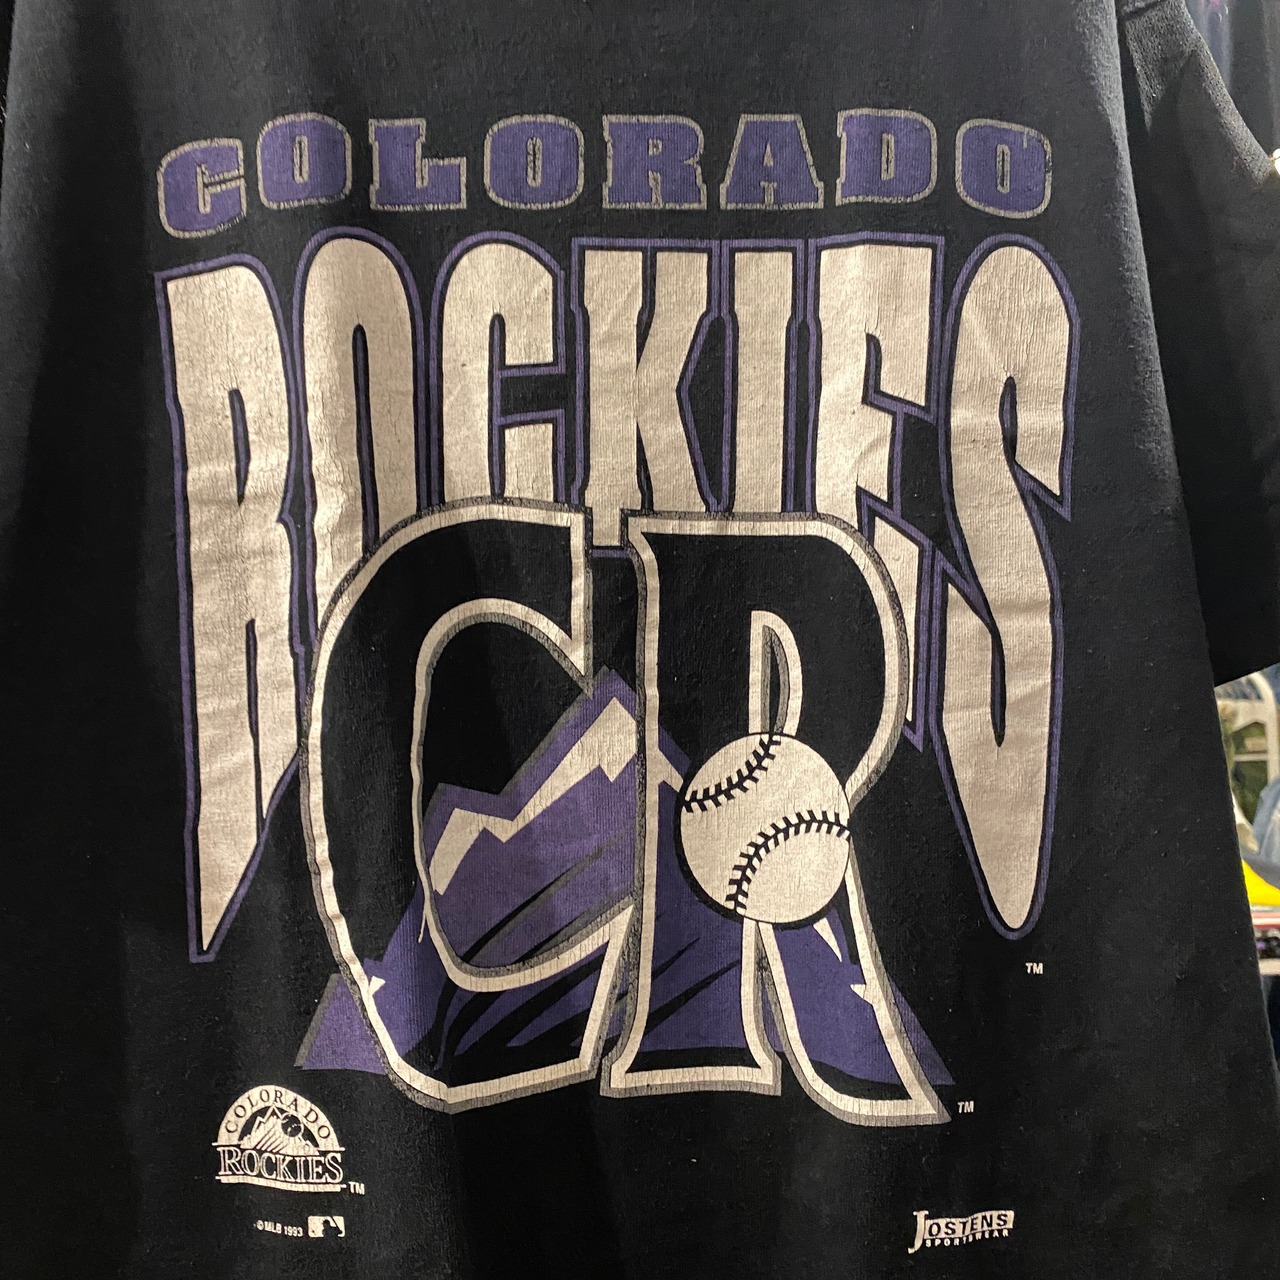 COLORADO
ROCKIES
CR
TM
TM
COLORADO
ROCKIES
TM
© MLB 1993
JOSTENS
SPORTSWEAR